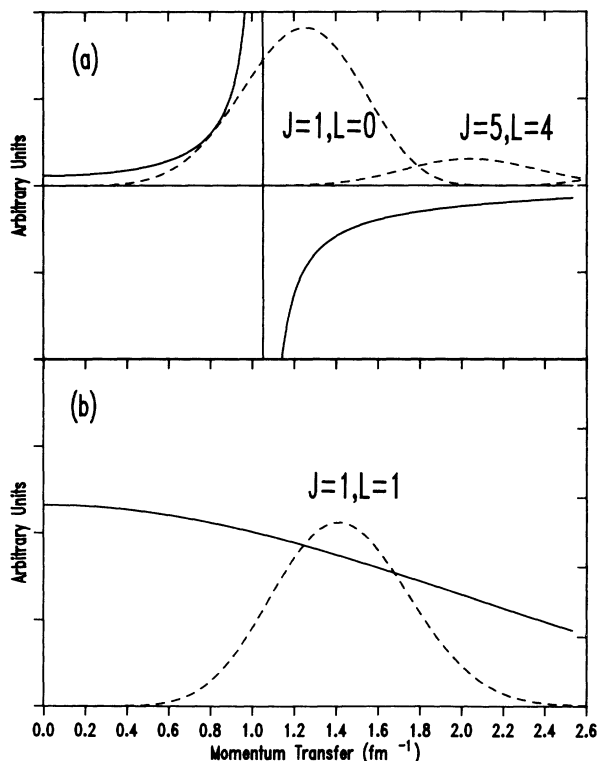 (a)
J=1,L=0
J=5,L=4
Arbitrary Units
(b)
J=1,L=1
Arbitrary Units
0.0 0.2 0.4 0.6 0.8 1.0 1.2 1.4 1.6 1.8 2.0 2.2 2.4 2.6
Momentum Transfer (fm ⁻¹)